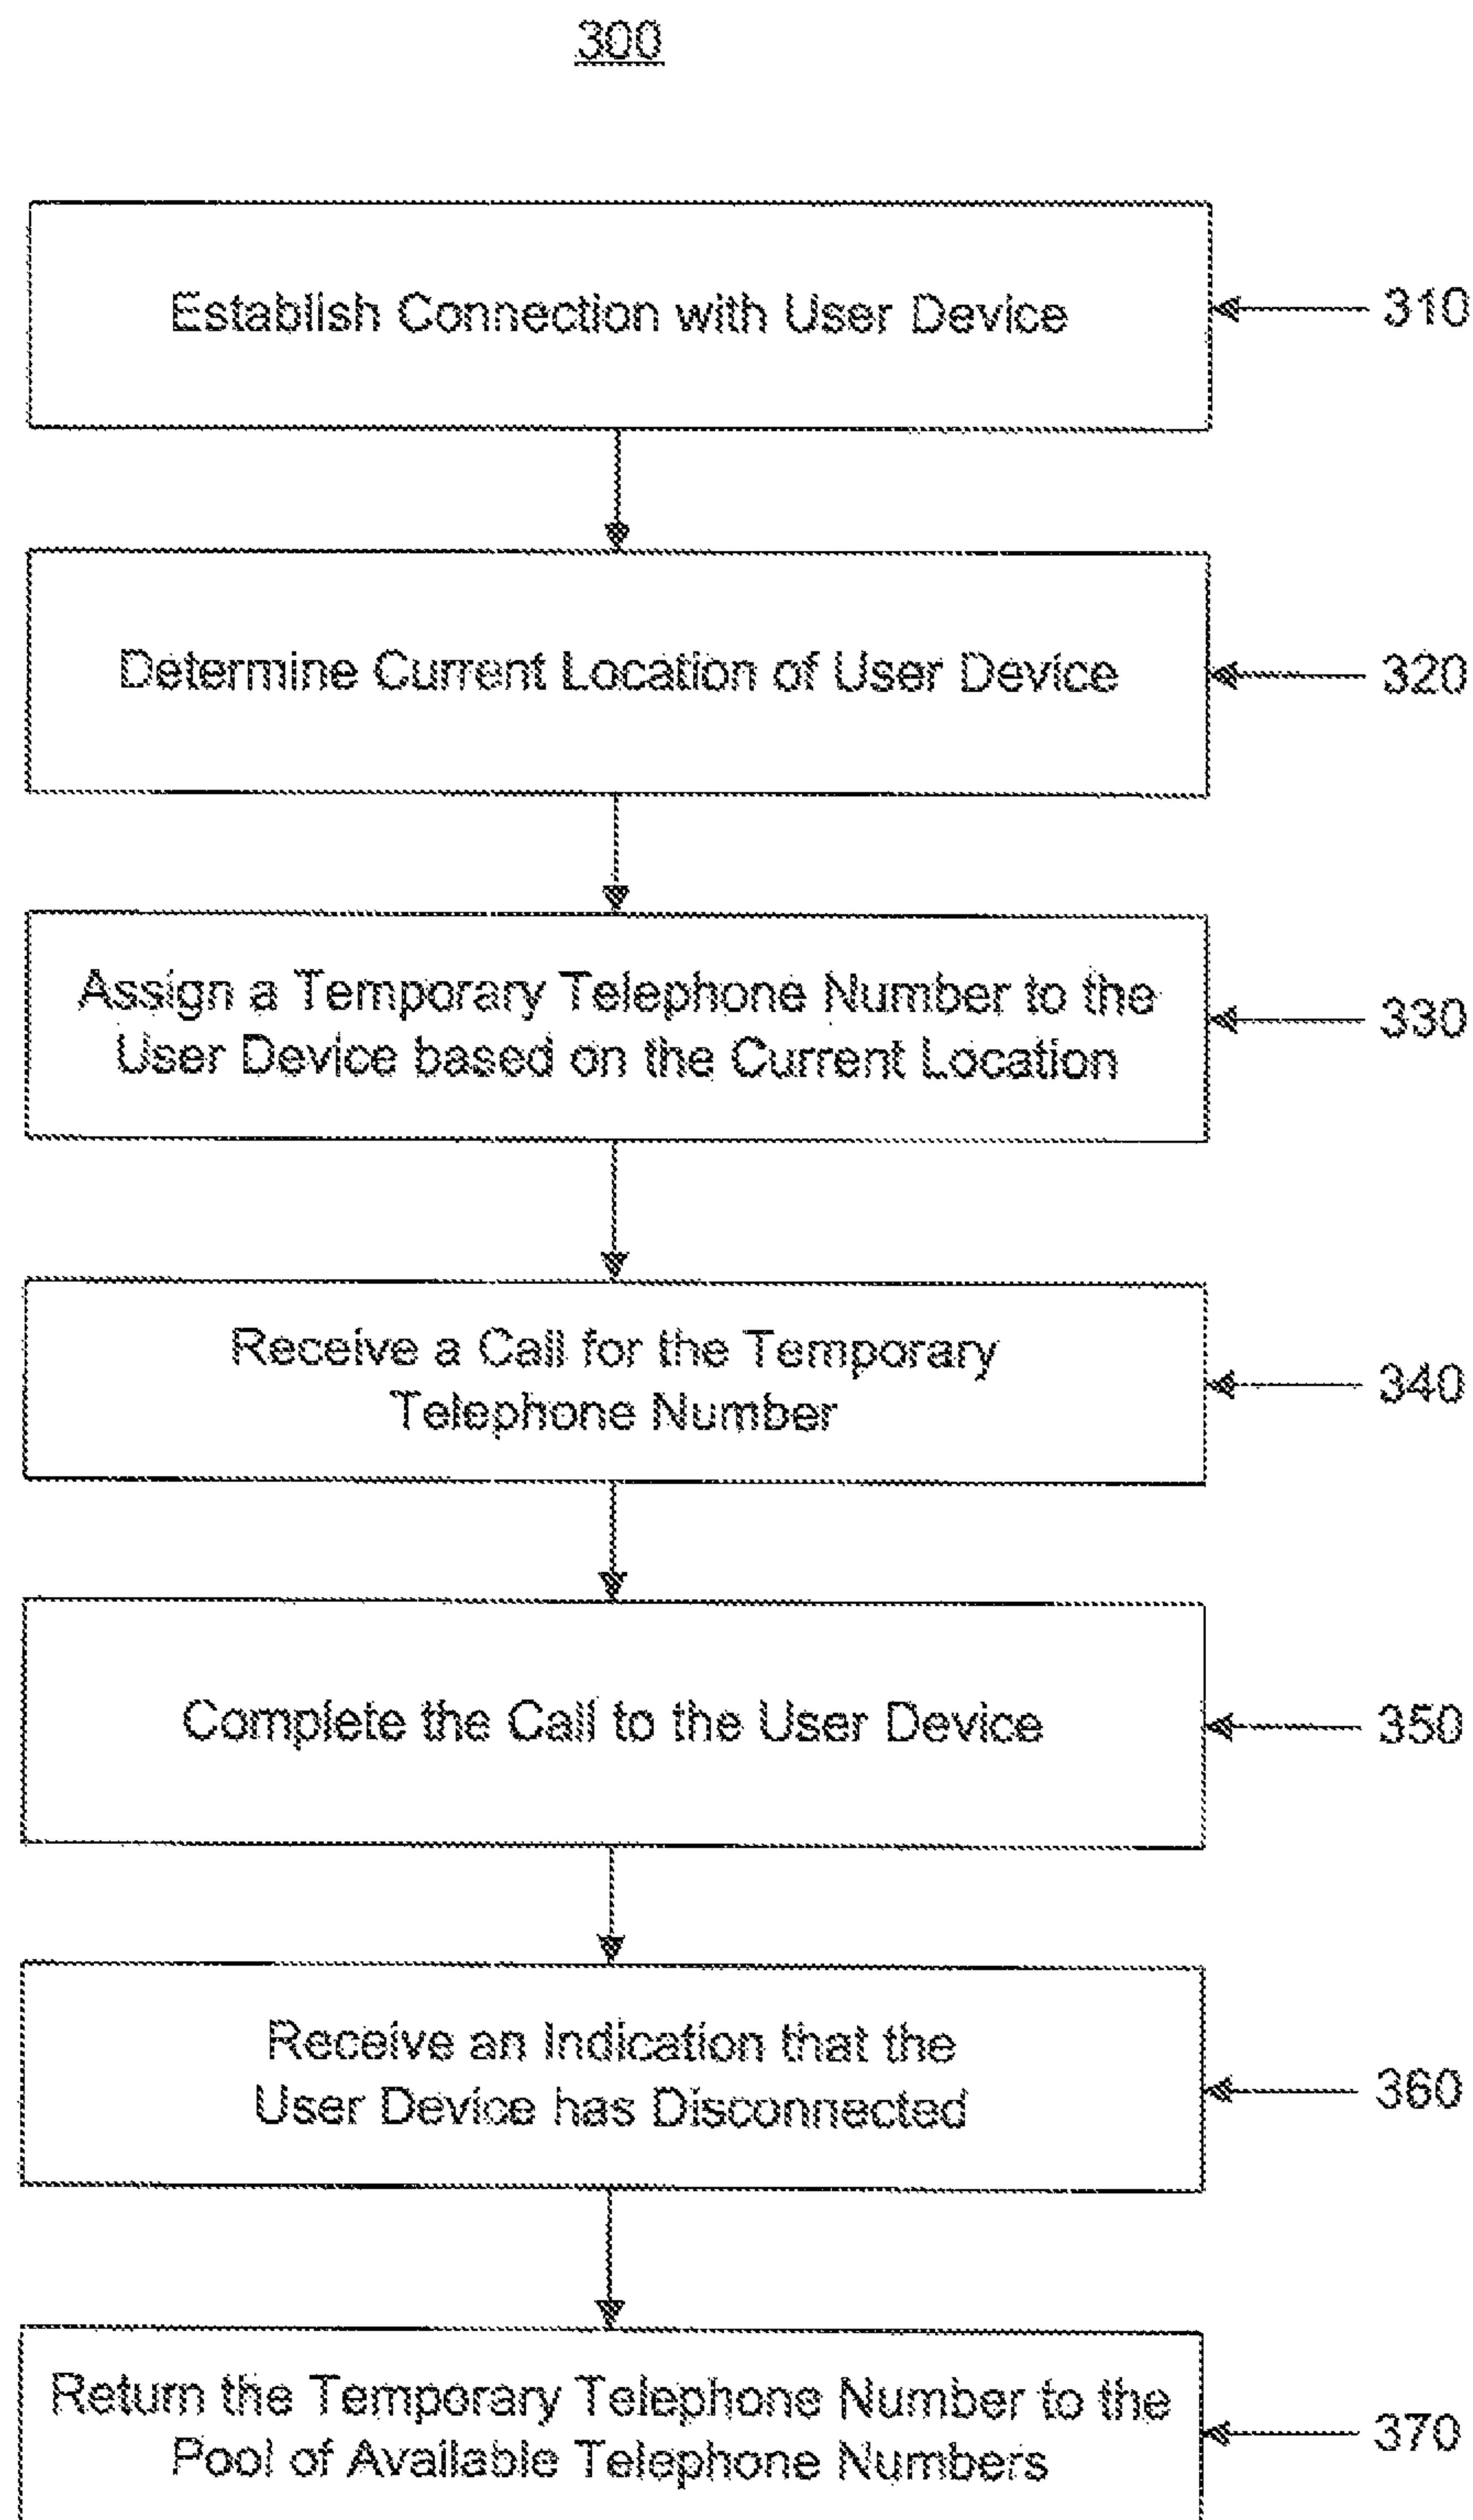 300
Establish Connection with User Device
310
Determine Current Location of User Device
320
Assign a Temporary Telephone Number to the
User Device based on the Current Location
330
Receive a Call for the Temporary
Telephone Number
340
Complete the Call to the User Device
350
Receive an Indication that the
User Device has Disconnected
360
Return the Temporary Telephone Number to the
Pool of Available Telephone Numbers
370